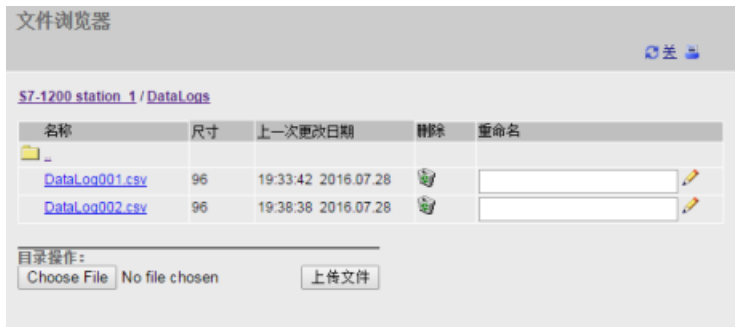 文件浏览器
关
S7-1200 station_1 / DataLogs
名称 尺寸 上一次更改日期 删除 重命名
..
DataLog001.csv 96 19:33:42 2016.07.28
DataLog002.csv 96 19:38:38 2016.07.28
目录操作:
Choose File No file chosen 上传文件